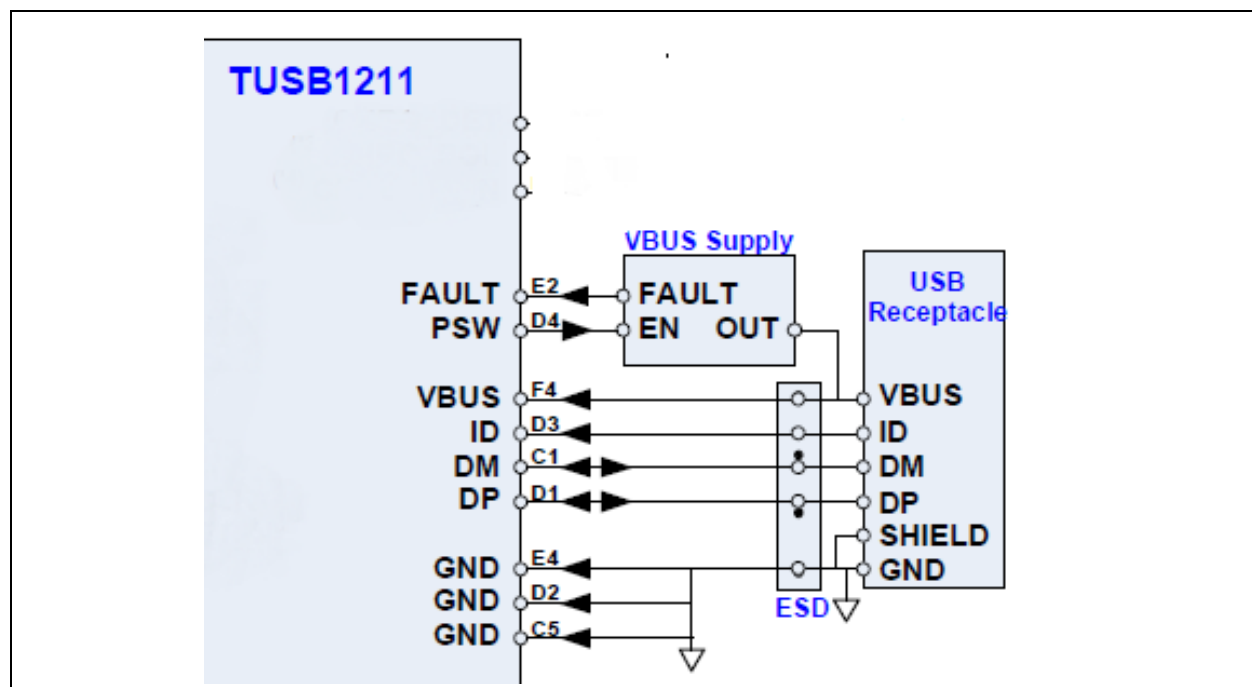 TUSB1211
VBUS Supply
USB
Receptacle
FAULT E2 FAULT
PSW D4 EN OUT
VBUS F4 VBUS
ID D3 ID
DM C1 DM
DP D1 DP
SHIELD
GND E4 GND
GND D2 ESD
GND C5